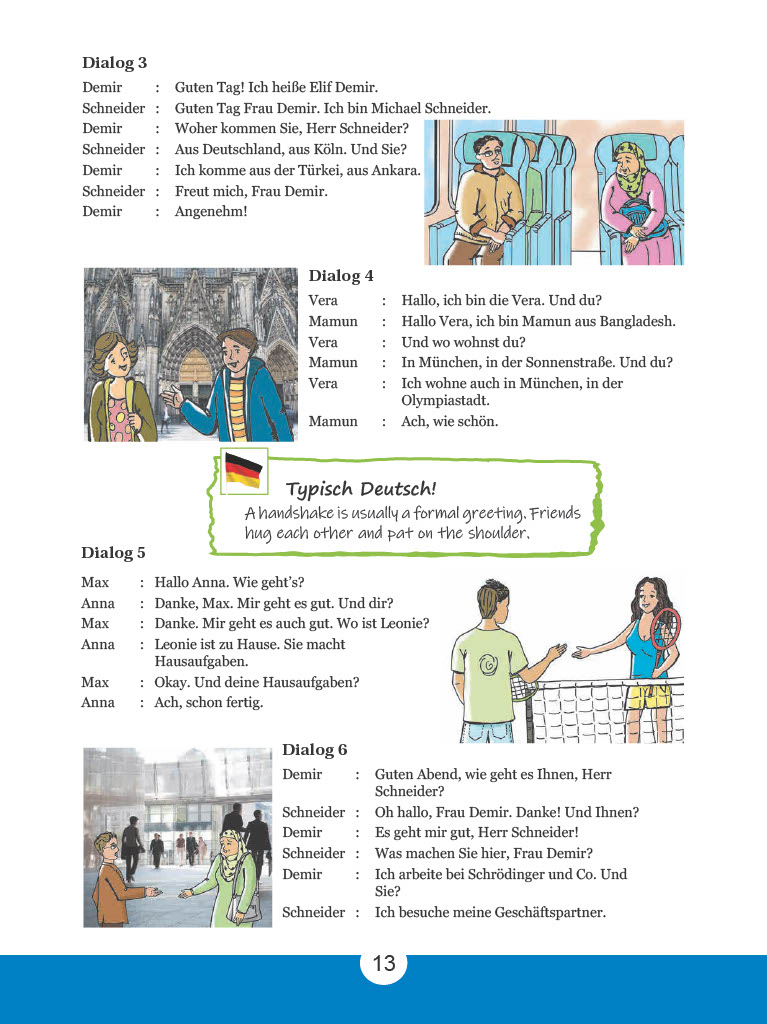 Dialog 3
Demir : Guten Tag! Ich heiße Elif Demir.
Schneider : Guten Tag Frau Demir. Ich bin Michael Schneider.
Demir : Woher kommen Sie, Herr Schneider?
Schneider : Aus Deutschland, aus Köln. Und Sie?
Demir : Ich komme aus der Türkei, aus Ankara.
Schneider : Freut mich, Frau Demir.
Demir : Angenehm!
Dialog 4
Vera : Hallo, ich bin die Vera. Und du?
Mamun : Hallo Vera, ich bin Mamun aus Bangladesh.
Vera : Und wo wohnst du?
Mamun : In München, in der Sonnenstraße. Und du?
Vera : Ich wohne auch in München, in der
Olympiastadt.
Mamun : Ach, wie schön.
Typisch Deutsch!
A handshake is usually a formal greeting. Friends
hug each other and pat on the shoulder.
Dialog 5
Max : Hallo Anna. Wie geht's?
Anna : Danke, Max. Mir geht es gut. Und dir?
Max : Danke. Mir geht es auch gut. Wo ist Leonie?
Anna : Leonie ist zu Hause. Sie macht
Hausaufgaben.
Max : Okay. Und deine Hausaufgaben?
Anna : Ach, schon fertig.
Dialog 6
Demir : Guten Abend, wie geht es Ihnen, Herr
Schneider?
Schneider : Oh hallo, Frau Demir. Danke! Und Ihnen?
Demir : Es geht mir gut, Herr Schneider!
Schneider : Was machen Sie hier, Frau Demir?
Demir : Ich arbeite bei Schrödinger und Co. Und
Sie?
Schneider : Ich besuche meine Geschäftspartner.
13